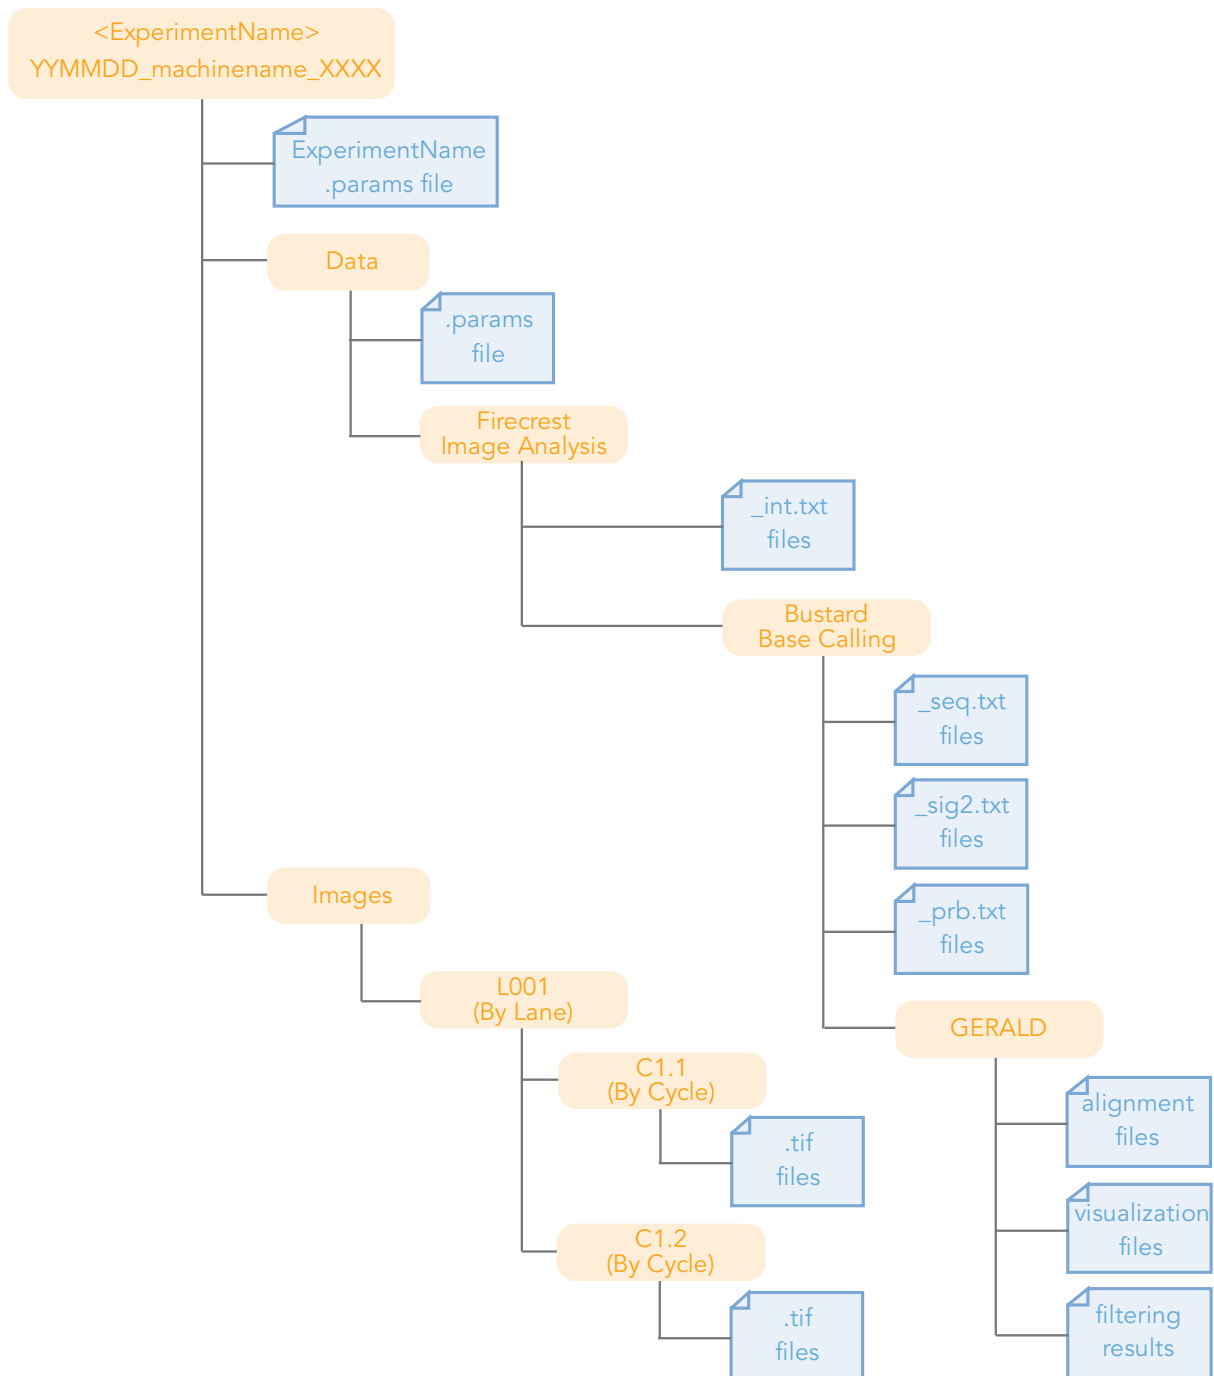 <ExperimentName>
YYMMDD_machinename_XXXX
ExperimentName
.params file
Data
.params
file
Firecrest
Image Analysis
_int.txt
files
Bustard
Base Calling
_seq.txt
files
_sig2.txt
files
_prb.txt
files
Images
L001
(By Lane)
GERALD
C1.1
(By Cycle)
alignment
files
.tif
files
visualization
files
C1.2
(By Cycle)
.tif
files
filtering
results